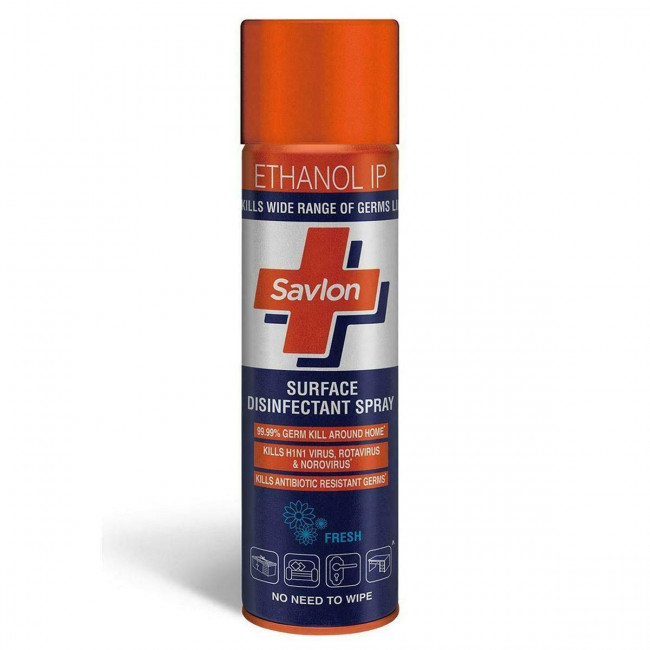 ETHANOL IP
KILLS WIDE RANGE OF GERMS
Savlon
SURFACE
DISINFECTANT SPRAY
99.99% GERM KILL AROUND HOME*
KILLS H1N1 VIRUS, ROTAVIRUS
& NOROVIRUS*
KILLS ANTIBIOTIC RESISTANT GERMS*
FRESH
^
NO NEED TO WIPE